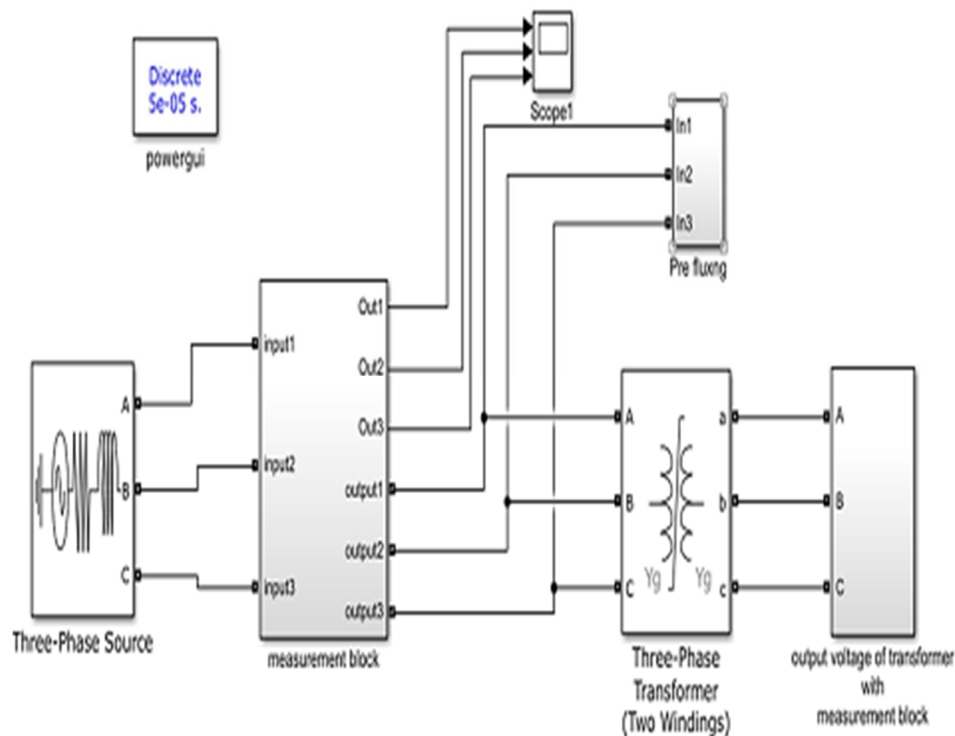 Discrete
5e-05 s.
powergui
Scope1
In1
In2
In3
Pre fluxng
Out1
Out2
Out3
input1
input2
input3
output1
output2
output3
measurement block
A
B
C
Three-Phase Source
A
B
C
a
b
c
Yg
Yg
Three-Phase
Transformer
(Two Windings)
A
B
C
output voltage of transformer
with
measurement block